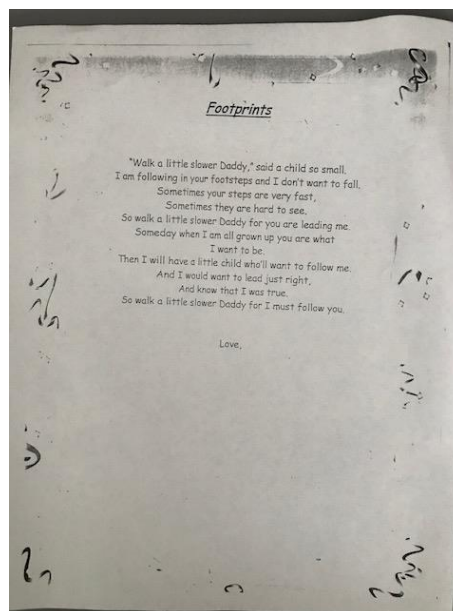 Footprints
"Walk a little slower Daddy," said a child so small.
I am following in your footsteps and I don't want to fall.
Sometimes your steps are very fast,
Sometimes they are hard to see.
So walk a little slower Daddy for you are leading me.
Someday when I am all grown up you are what
I want to be.
Then I will have a little child who'll want to follow me.
And I would want to lead just right,
And know that I was true.
So walk a little slower Daddy for I must follow you.
Love,